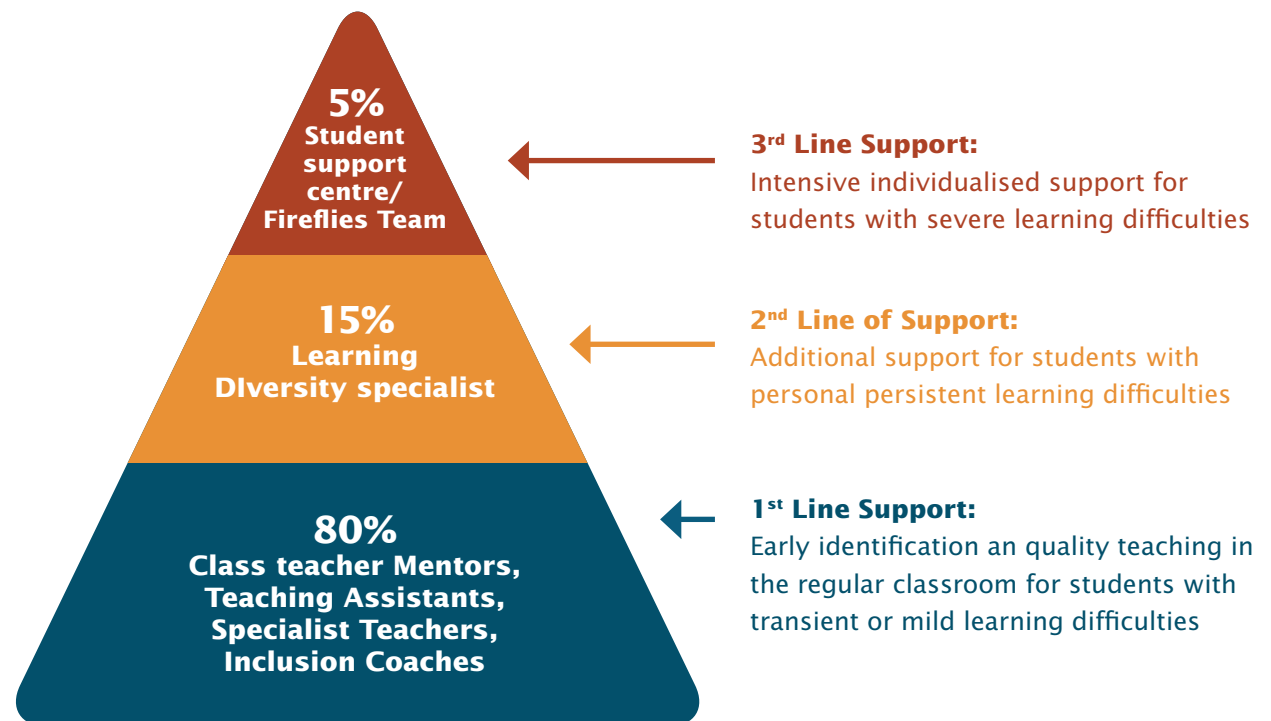 5%
Student
support
centre/
Fireflies Team
3rd Line Support:
Intensive individualised support for
students with severe learning difficulties
15%
Learning
DIversity specialist
2nd Line of Support:
Additional support for students with
personal persistent learning difficulties
80%
Class teacher Mentors,
Teaching Assistants,
Specialist Teachers,
Inclusion Coaches
1st Line Support:
Early identification an quality teaching in
the regular classroom for students with
transient or mild learning difficulties